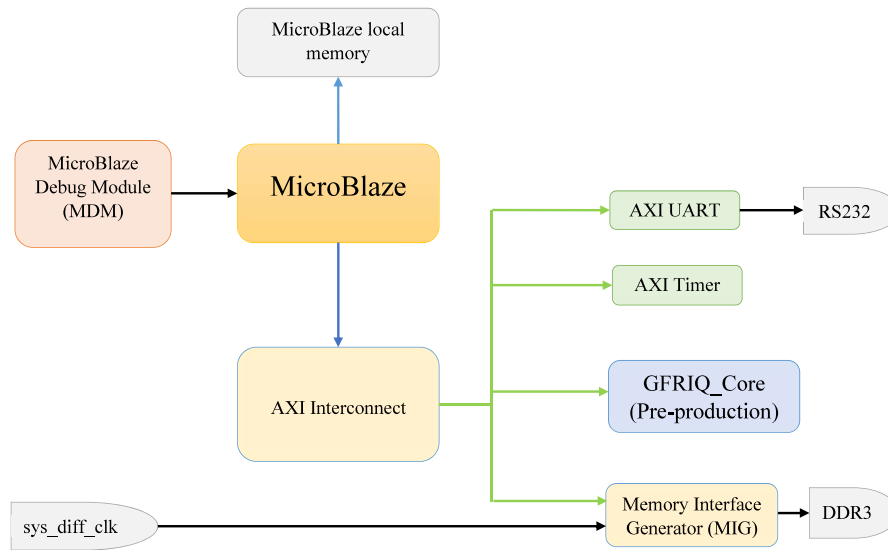 MicroBlaze local
memory
MicroBlaze
Debug Module
(MDM)
MicroBlaze
AXI UART
RS232
AXI Timer
AXI Interconnect
GFRIQ_Core
(Pre-production)
sys_diff_clk
Memory Interface
Generator (MIG)
DDR3